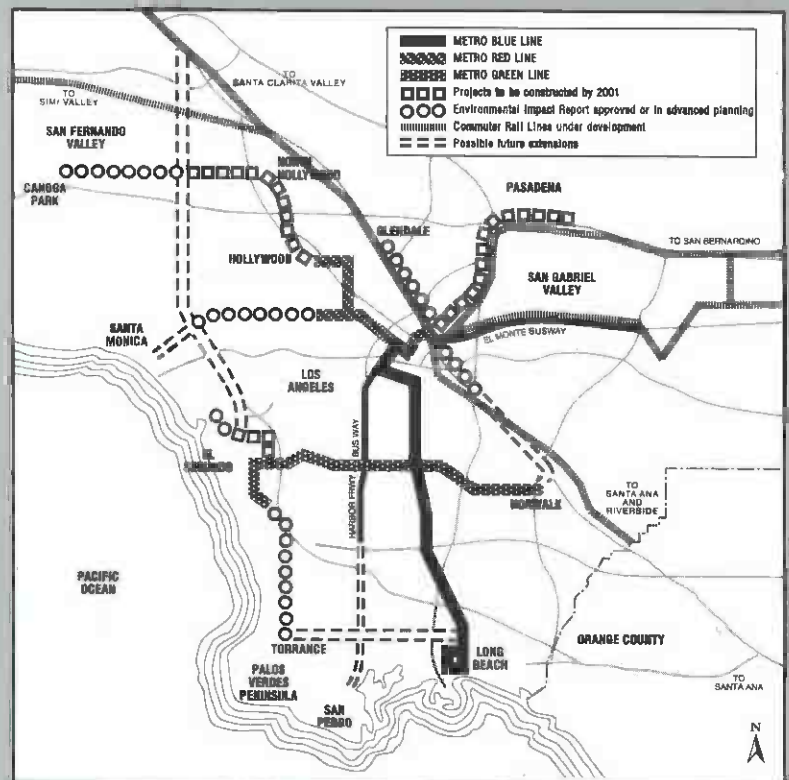 METRO BLUE LINE
METRO RED LINE
METRO GREEN LINE
Projects to be constructed by 2001
Environmental Impact Report approved or in advanced planning
Commuter Rail Lines under development
Possible future extensions
TO
SANTA CLARITA VALLEY
TO
SIMI VALLEY
SAN FERNANDO
VALLEY
NORTH
HOLLYWOOD
CANOGA
PARK
PASADENA
GLENDALE
TO SAN BERNARDINO
HOLLYWOOD
SAN GABRIEL
VALLEY
SANTA
MONICA
EL MONTE BUSWAY
LOS
ANGELES
HARBOR FRWY BUS WAY
EL
SEGUNDO
NORWALK
TO
SANTA ANA
AND
RIVERSIDE
PACIFIC
OCEAN
TORRANCE
LONG
BEACH
ORANGE COUNTY
PALOS
VERDES
PENINSULA
SAN
PEDRO
TO
SANTA ANA
N